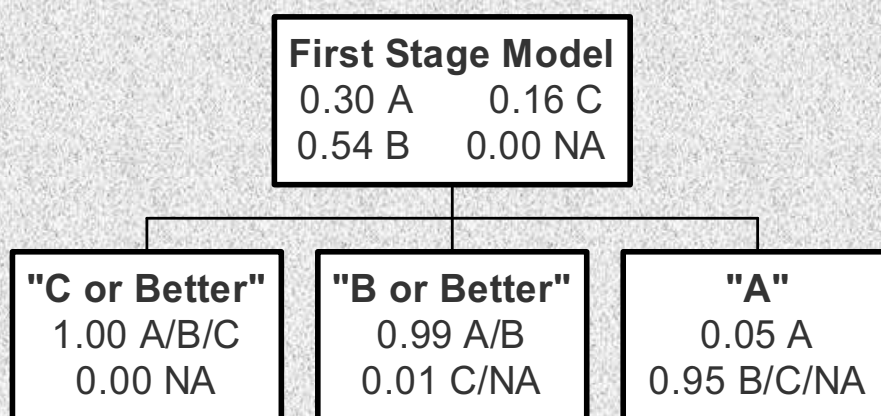 First Stage Model
0.30 A 0.16 C
0.54 B 0.00 NA
"C or Better"
1.00 A/B/C
0.00 NA
"B or Better"
0.99 A/B
0.01 C/NA
"A"
0.05 A
0.95 B/C/NA